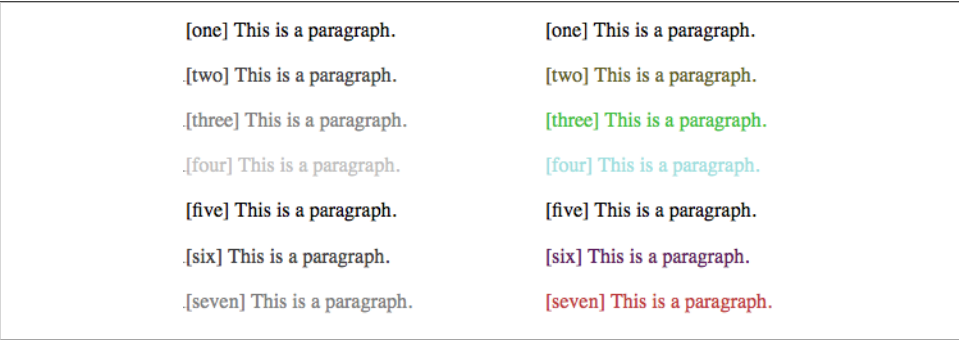 [one] This is a paragraph.
.[two] This is a paragraph.
.[three] This is a paragraph.
.[four] This is a paragraph.
[five] This is a paragraph.
.[six] This is a paragraph.
.[seven] This is a paragraph.
[one] This is a paragraph.
[two] This is a paragraph.
[three] This is a paragraph.
[four] This is a paragraph.
[five] This is a paragraph.
[six] This is a paragraph.
[seven] This is a paragraph.